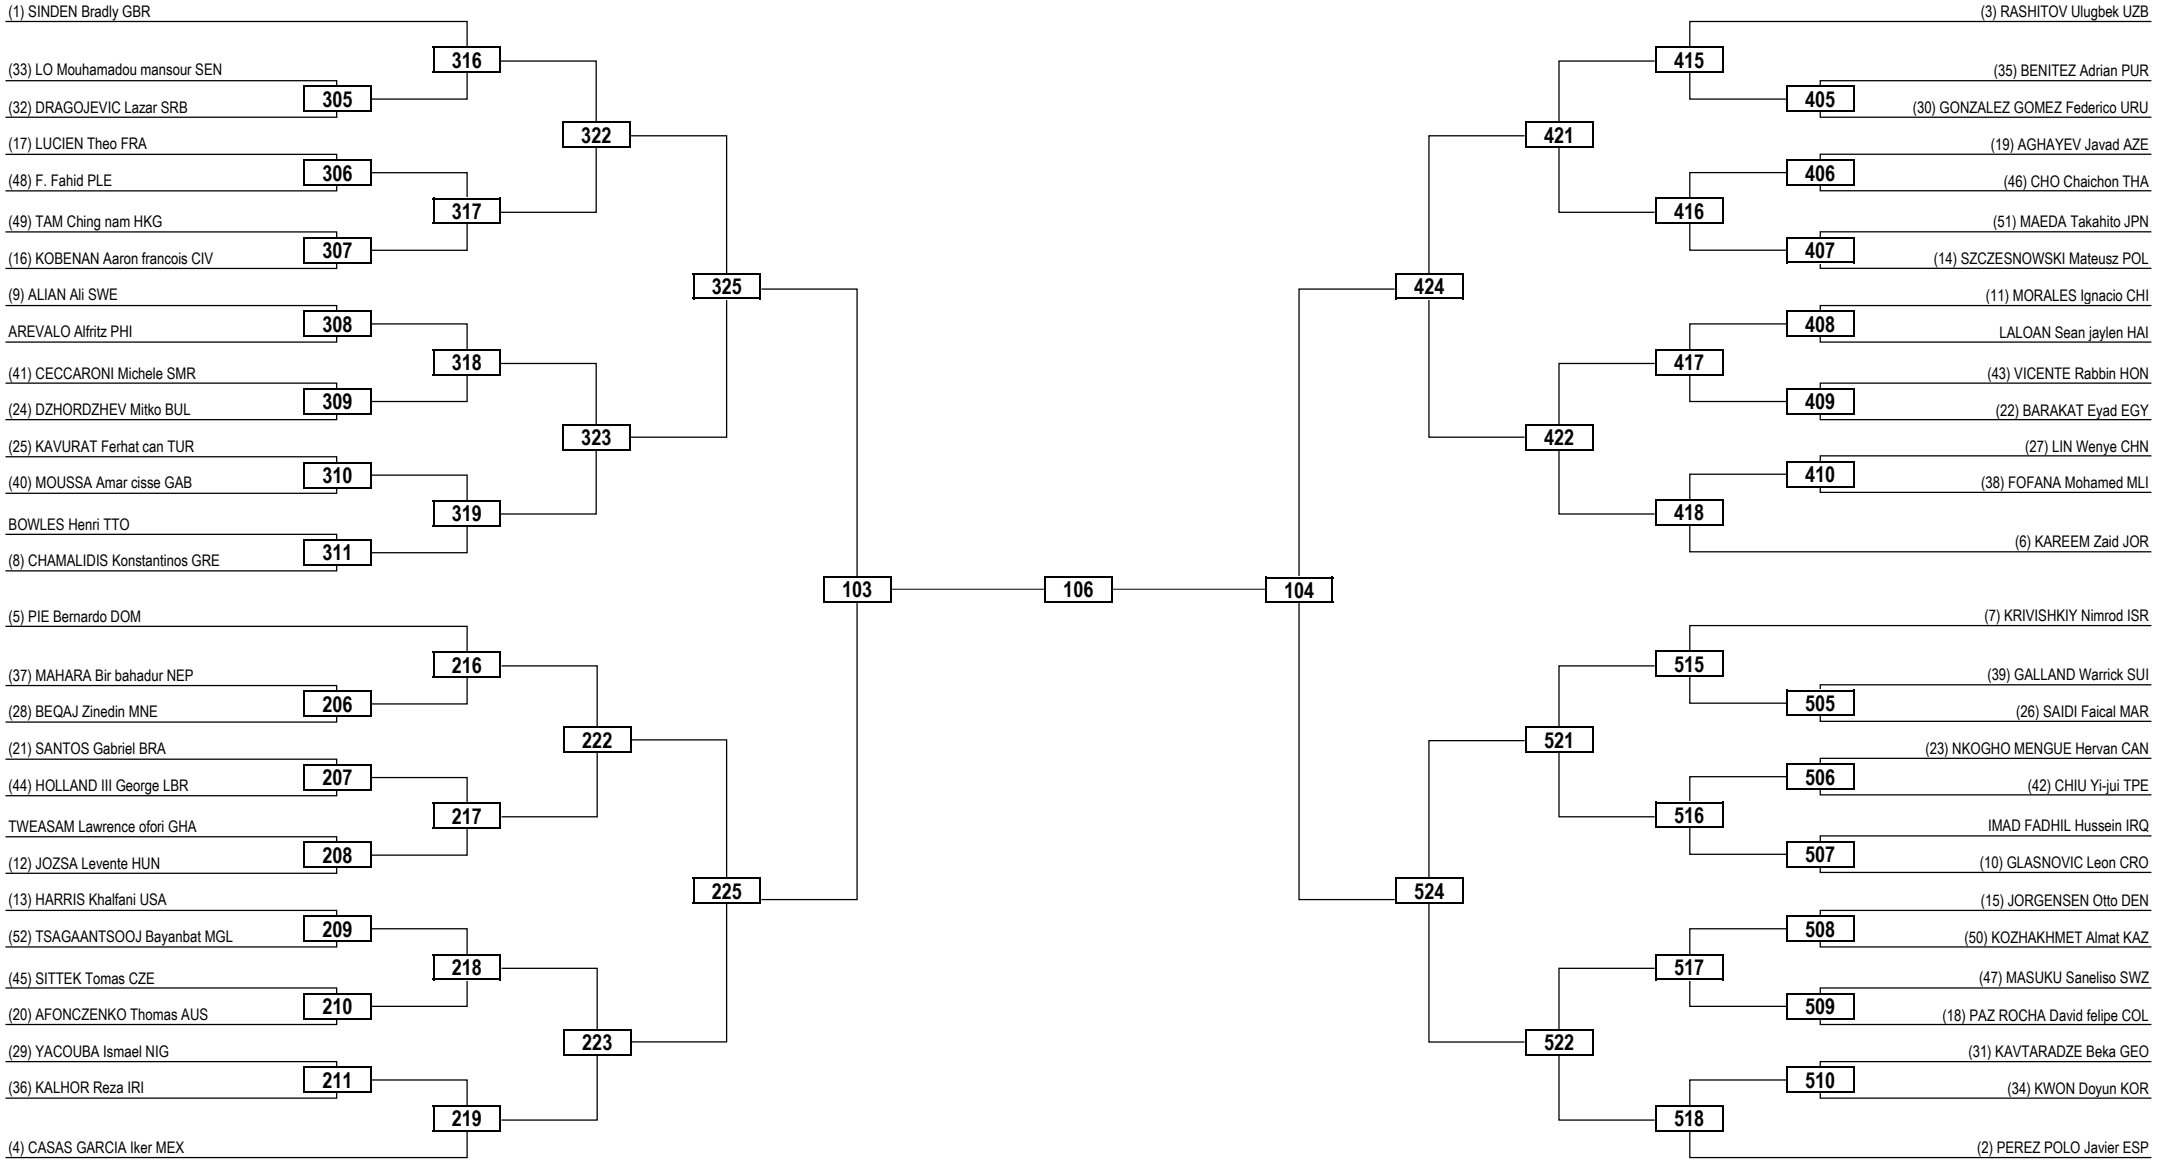 (1) SINDEN Bradly GBR
316
(33) LO Mouhamadou mansour SEN
305
(32) DRAGOJEVIC Lazar SRB
322
(17) LUCIEN Theo FRA
306
(48) F. Fahid PLE
317
(49) TAM Ching nam HKG
307
(16) KOBENAN Aaron francois CIV
325
(9) ALIAN Ali SWE
308
AREVALO Alfritz PHI
318
(41) CECCARONI Michele SMR
309
(24) DZHORDZHEV Mitko BUL
323
(25) KAVURAT Ferhat can TUR
310
(40) MOUSSA Amar cisse GAB
319
BOWLES Henri TTO
311
(8) CHAMALIDIS Konstantinos GRE
103
(5) PIE Bernardo DOM
216
(37) MAHARA Bir bahadur NEP
206
(28) BEQAJ Zinedin MNE
222
(21) SANTOS Gabriel BRA
207
(44) HOLLAND III George LBR
217
TWEASAM Lawrence ofori GHA
208
(12) JOZSA Levente HUN
225
(13) HARRIS Khalfani USA
209
(52) TSAGAANTSOOJ Bayanbat MGL
218
(45) SITTEK Tomas CZE
210
(20) AFONCZENKO Thomas AUS
223
(29) YACOUBA Ismael NIG
211
(36) KALHOR Reza IRI
219
(4) CASAS GARCIA Iker MEX
106
(3) RASHITOV Ulugbek UZB
415
(35) BENITEZ Adrian PUR
405
(30) GONZALEZ GOMEZ Federico URU
421
(19) AGHAYEV Javad AZE
406
(46) CHO Chaichon THA
416
(51) MAEDA Takahito JPN
407
(14) SZCZESNOWSKI Mateusz POL
424
(11) MORALES Ignacio CHI
408
LALOAN Sean jaylen HAI
417
(43) VICENTE Rabbin HON
409
(22) BARAKAT Eyad EGY
422
(27) LIN Wenye CHN
410
(38) FOFANA Mohamed MLI
418
(6) KAREEM Zaid JOR
104
(7) KRIVISHKIY Nimrod ISR
515
(39) GALLAND Warrick SUI
505
(26) SAIDI Faical MAR
521
(23) NKOGHO MENGUE Hervan CAN
506
(42) CHIU Yi-jui TPE
516
IMAD FADHIL Hussein IRQ
507
(10) GLASNOVIC Leon CRO
524
(15) JORGENSEN Otto DEN
508
(50) KOZHAKHMET Almat KAZ
517
(47) MASUKU Saneliso SWZ
509
(18) PAZ ROCHA David felipe COL
522
(31) KAVTARADZE Beka GEO
510
(34) KWON Doyun KOR
518
(2) PEREZ POLO Javier ESP